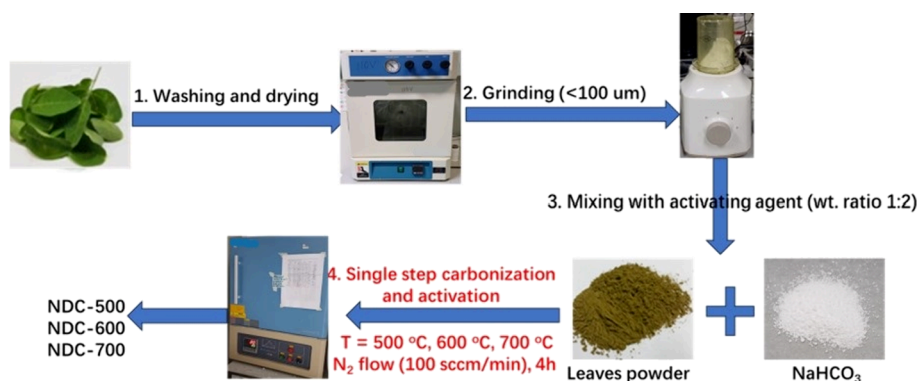 1. Washing and drying
2. Grinding (<100 um)
3. Mixing with activating agent (wt. ratio 1:2)
4. Single step carbonization
and activation
T = 500 °C, 600 °C, 700 °C
N₂ flow (100 sccm/min), 4h
NDC-500
NDC-600
NDC-700
Leaves powder
NaHCO₃